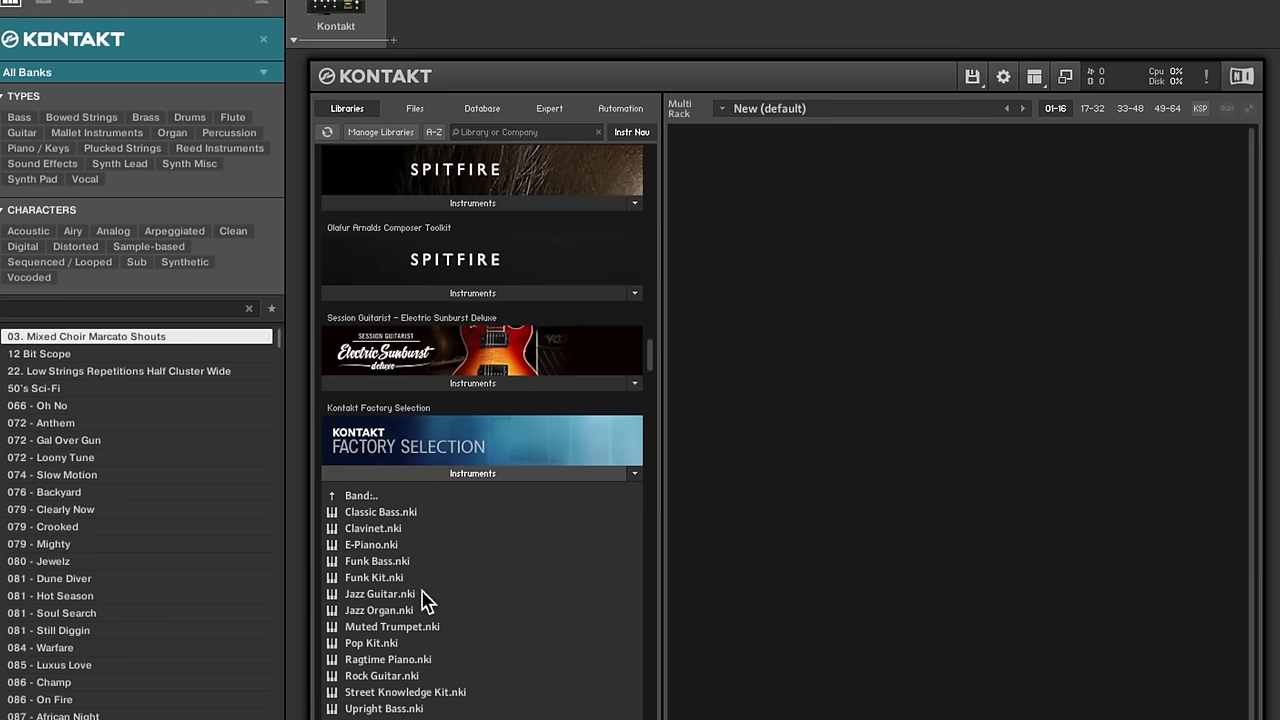 KONTAKT
All Banks
TYPES
Bass Bowed Strings Brass Drums Flute
Guitar Mallet Instruments Organ Percussion
Piano / Keys Plucked Strings Reed Instruments
Sound Effects Synth Lead Synth Misc
Synth Pad Vocal
CHARACTERS
Acoustic Airy Analog Arpeggiated Clean
Digital Distorted Sample-based
Sequenced / Looped Sub Synthetic
Vocoded
03. Mixed Choir Marcato Shouts
12 Bit Scope
22. Low Strings Repetitions Half Cluster Wide
50's Sci-Fi
066 - Oh No
072 - Anthem
072 - Gal Over Gun
072 - Loony Tune
074 - Slow Motion
076 - Backyard
079 - Clearly Now
079 - Crooked
079 - Mighty
080 - Jewelz
081 - Dune Diver
081 - Hot Season
081 - Soul Search
081 - Still Diggin
084 - Warfare
085 - Luxus Love
086 - Champ
086 - On Fire
087 - African Night
Kontakt
KONTAKT
0
0
Cpu 0%
Disk 0%
!
Libraries Files Database Expert Automation
Manage Libraries A-Z Library or Company Instr Nav
SPITFIRE
Instruments
Olafur Arnalds Composer Toolkit
SPITFIRE
Instruments
Session Guitarist - Electric Sunburst Deluxe
SESSION GUITARIST
Electric Sunburst
deluxe
Instruments
Kontakt Factory Selection
KONTAKT
FACTORY SELECTION
Instruments
Band:..
Classic Bass.nki
Clavinet.nki
E-Piano.nki
Funk Bass.nki
Funk Kit.nki
Jazz Guitar.nki
Jazz Organ.nki
Muted Trumpet.nki
Pop Kit.nki
Ragtime Piano.nki
Rock Guitar.nki
Street Knowledge Kit.nki
Upright Bass.nki
Multi
Rack
New (default)
01-16 17-32 33-48 49-64 KSP aux